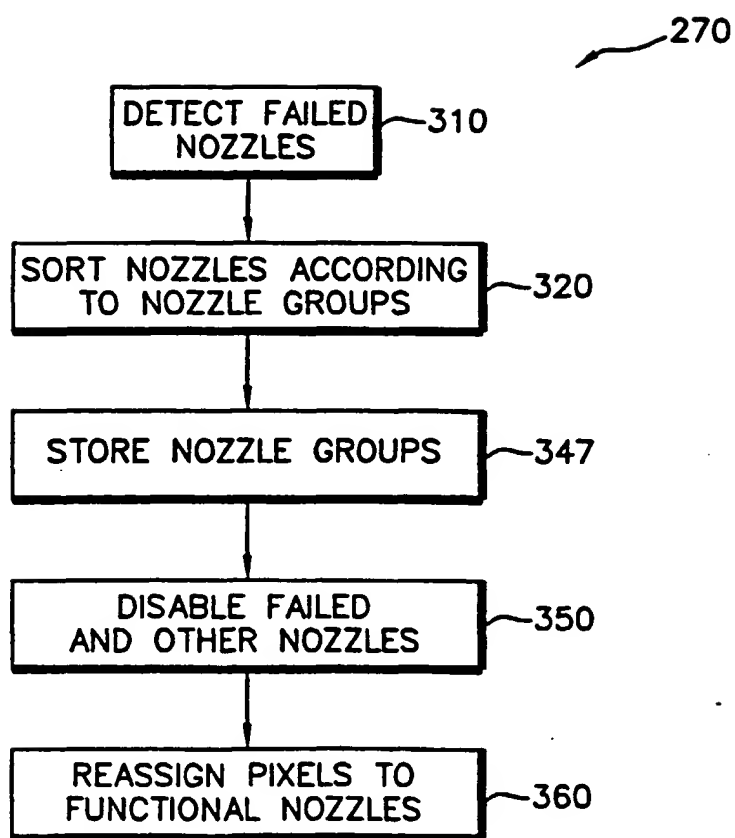 270
DETECT FAILED
NOZZLES
310
SORT NOZZLES ACCORDING
TO NOZZLE GROUPS
320
STORE NOZZLE GROUPS
347
DISABLE FAILED
AND OTHER NOZZLES
350
REASSIGN PIXELS TO
FUNCTIONAL NOZZLES
360